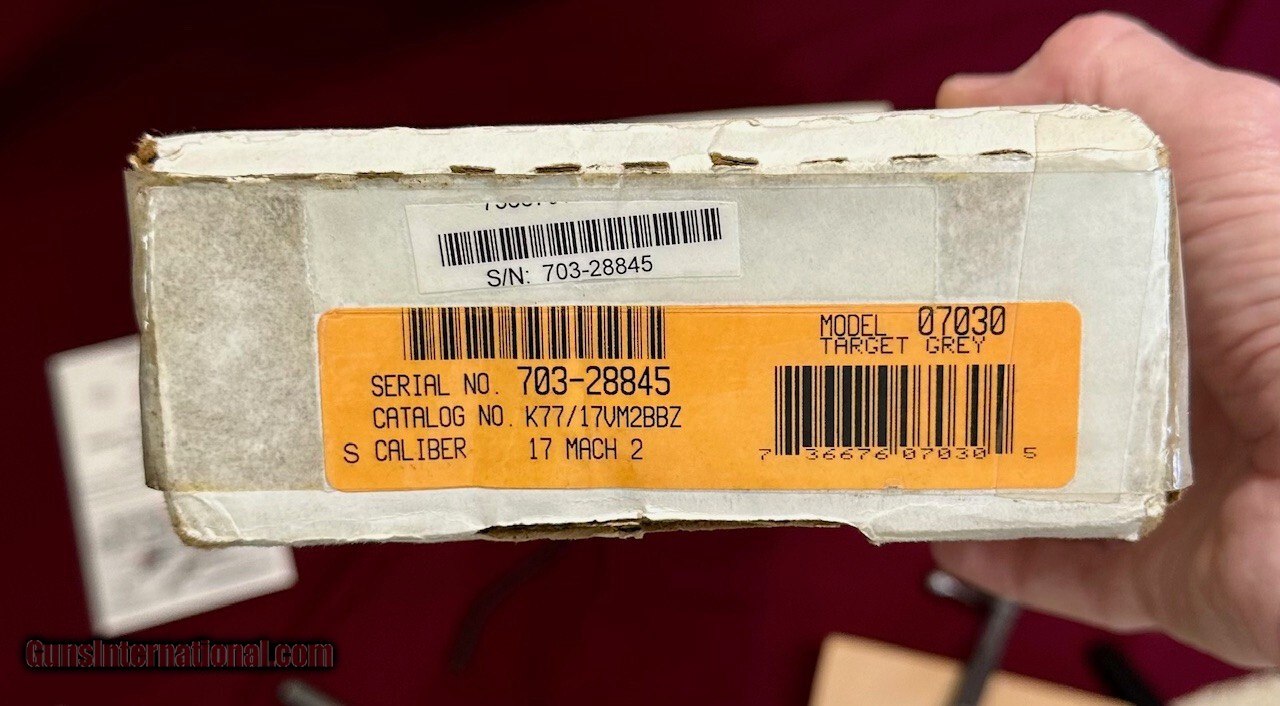 S/N: 703-28845
MODEL 07030
TARGET GREY
SERIAL NO. 703-28845
CATALOG NO. K77/17VM2BBZ
S CALIBER 17 MACH 2
7 36676 07030 5
GunsInternational.com